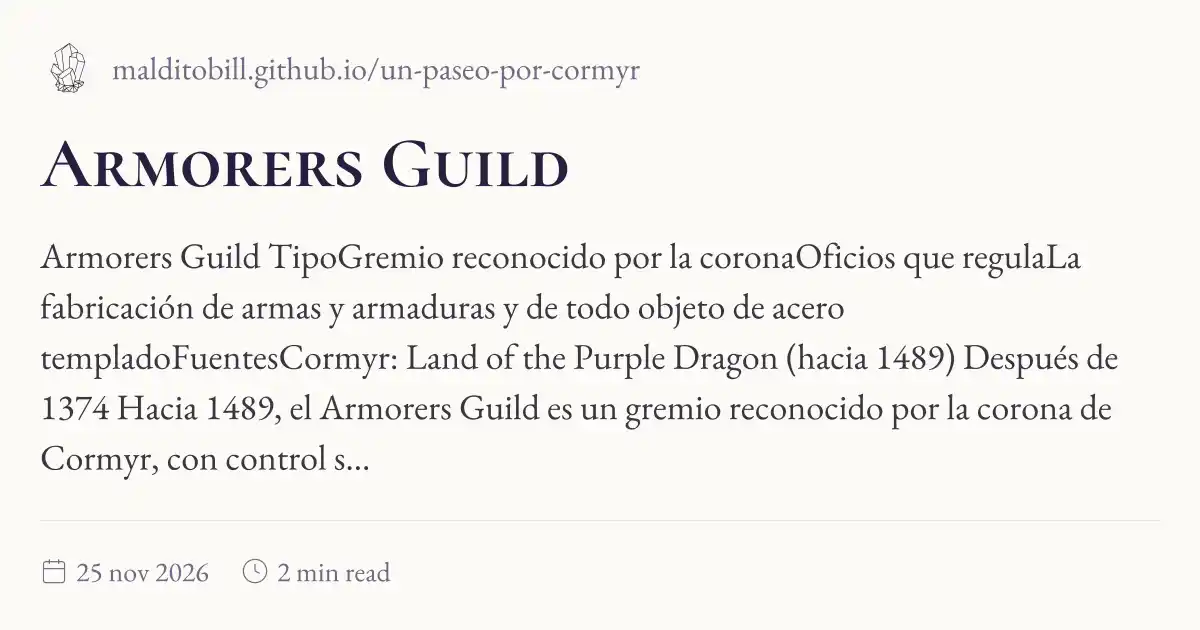 malditobill.github.io/un-paseo-por-cormyr
Armorers Guild
Armorers Guild TipoGremio reconocido por la coronaOficios que regulaLa
fabricación de armas y armaduras y de todo objeto de acero
templadoFuentesCormyr: Land of the Purple Dragon (hacia 1489) Después de
1374 Hacia 1489, el Armorers Guild es un gremio reconocido por la corona de
Cormyr, con control s...
25 nov 2026
2 min read